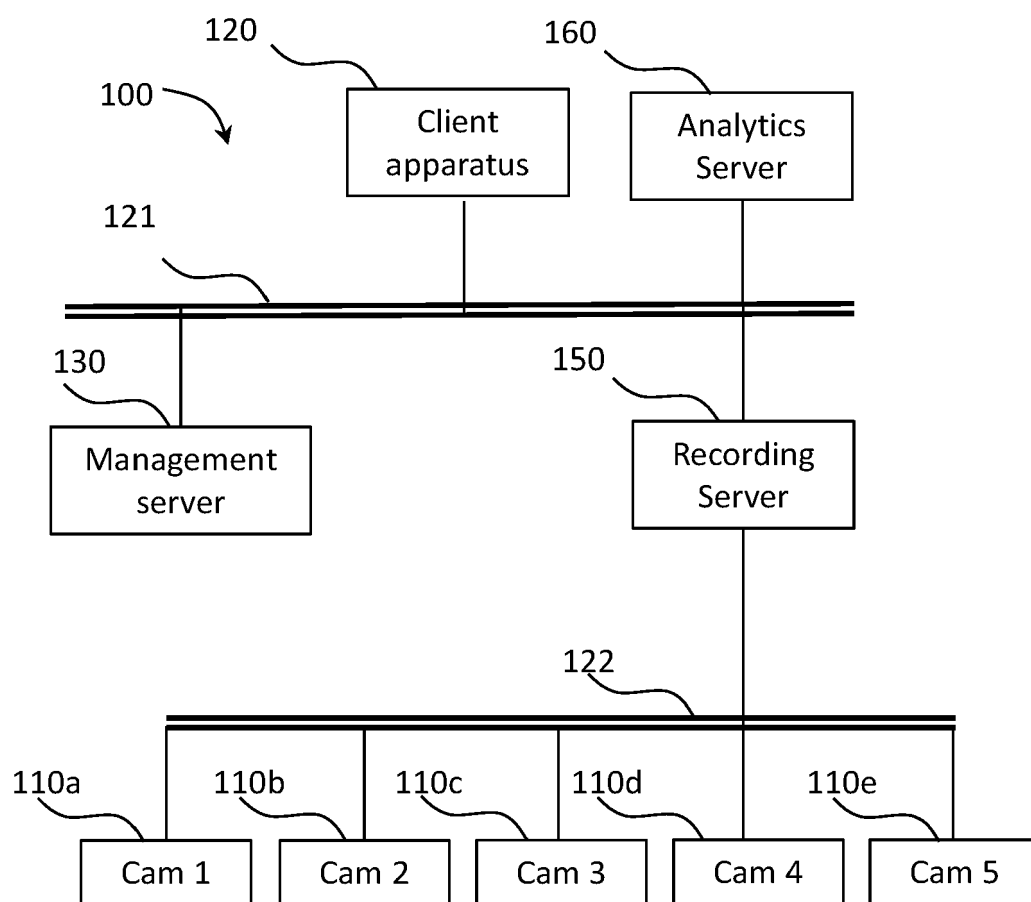 120
160
100
Client
apparatus
Analytics
Server
121
130
150
Management
server
Recording
Server
122
110a
110b
110c
110d
110e
Cam 1
Cam 2
Cam 3
Cam 4
Cam 5